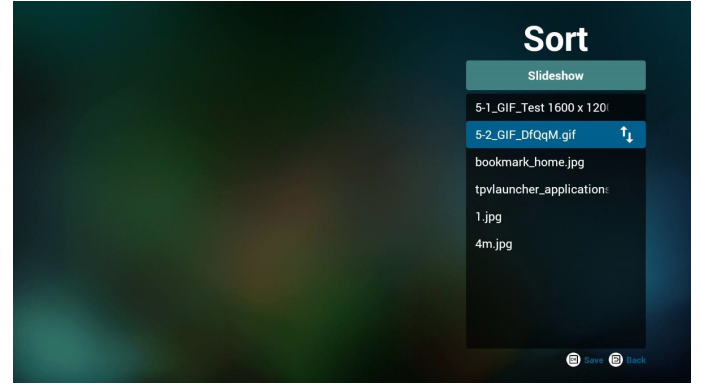 Sort
Slideshow
5-1_GIF_Test 1600 x 120
5-2_GIF_DfQqM.gif
bookmark_home.jpg
tpvlauncher_applications
1.jpg
4m.jpg
Save Back